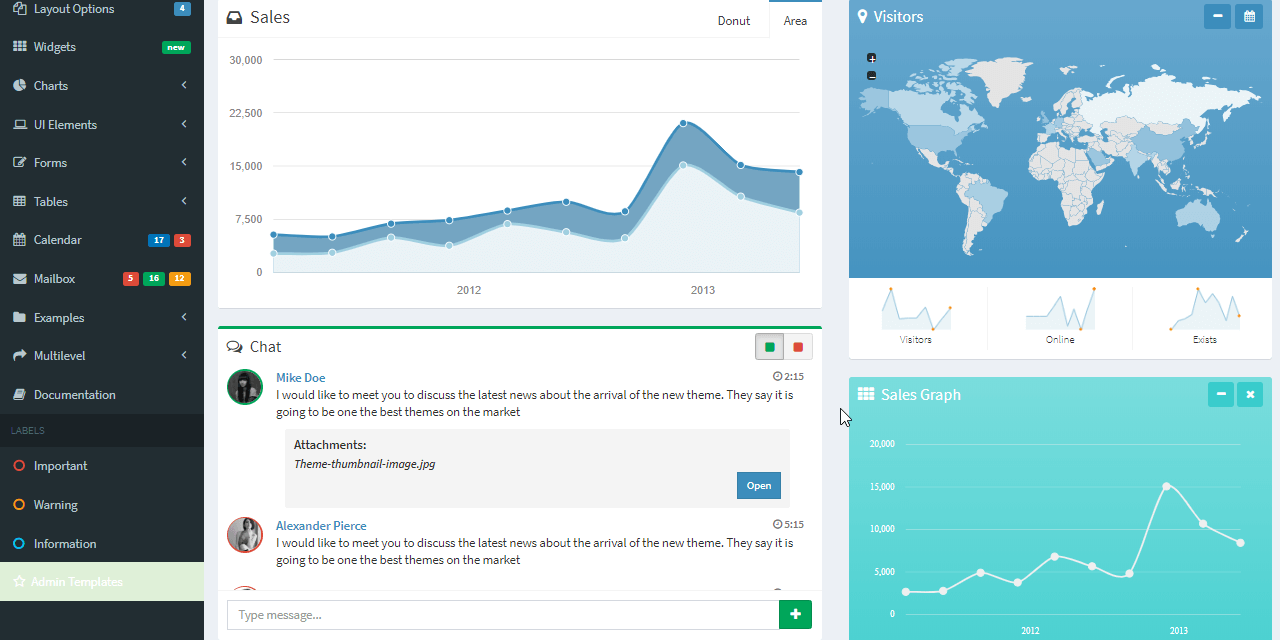 Layout Options 4
Widgets new
Charts
UI Elements
Forms
Tables
Calendar 17 3
Mailbox 5 16 12
Examples
Multilevel
Documentation
LABELS
Important
Warning
Information
Admin Templates
Sales
Donut Area
30,000
22,500
15,000
7,500
0
2012 2013
Chat
Mike Doe 2:15
I would like to meet you to discuss the latest news about the arrival of the new theme. They say it is
going to be one the best themes on the market
Attachments:
Theme-thumbnail-image.jpg
Open
Alexander Pierce 5:15
I would like to meet you to discuss the latest news about the arrival of the new theme. They say it is
going to be one the best themes on the market
Type message...
Visitors
Visitors Online Exists
Sales Graph
20,000
15,000
10,000
5,000
0
2012 2013